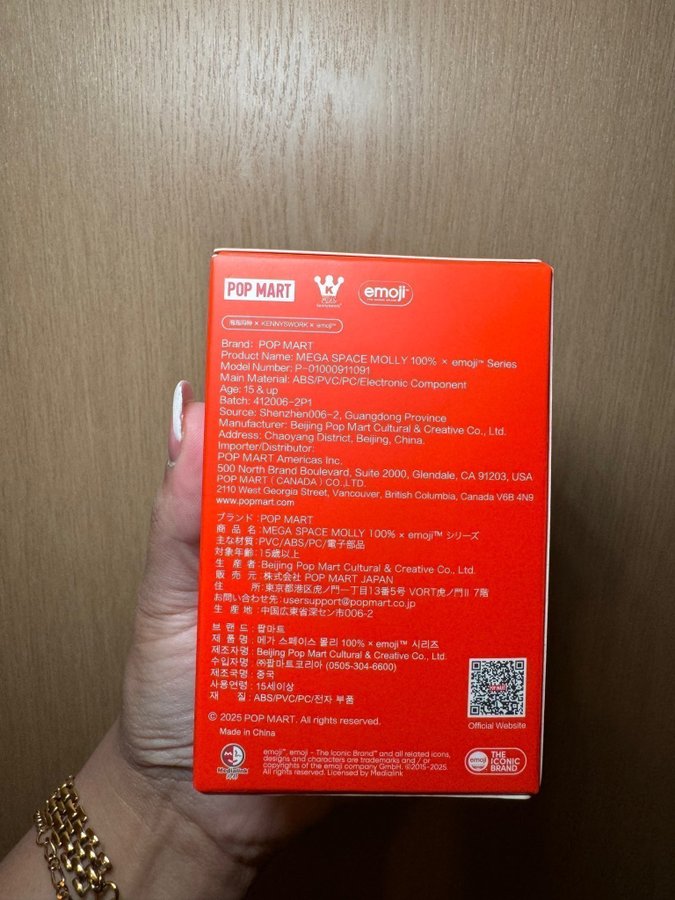 POP MART
K
KENNYSWORK
emoji™
THE ICONIC BRAND
泡泡玛特 × KENNYSWORK × emoji™
Brand: POP MART
Product Name: MEGA SPACE MOLLY 100% × emoji™ Series
Model Number: P-01000911091
Main Material: ABS/PVC/PC/Electronic Component
Age: 15 & up
Batch: 412006-2P1
Source: Shenzhen006-2, Guangdong Province
Manufacturer: Beijing Pop Mart Cultural & Creative Co., Ltd.
Address: Chaoyang District, Beijing, China.
Importer/Distributor:
POP MART Americas Inc.
500 North Brand Boulevard, Suite 2000, Glendale, CA 91203, USA
POP MART (CANADA) CO.,LTD.
2110 West Georgia Street, Vancouver, British Columbia, Canada V6B 4N9
www.popmart.com
ブランド:POP MART
商品名:MEGA SPACE MOLLY 100% × emoji™ シリーズ
主な材質:PVC/ABS/PC/電子部品
対象年齢:15歳以上
生産者:Beijing Pop Mart Cultural & Creative Co., Ltd.
販売元:株式会社 POP MART JAPAN
住所:東京都港区虎ノ門一丁目13番5号 VORT虎ノ門II 7階
お問い合わせ先:usersupport@popmart.co.jp
生産地:中国広東省深セン市006-2
브랜드:팝마트
제품명:메가 스페이스 몰리 100% × emoji™ 시리즈
제조자명:Beijing Pop Mart Cultural & Creative Co., Ltd.
수입자명:㈜팝마트코리아 (0505-304-6600)
제조국명:중국
사용연령:15세이상
재질:ABS/PVC/PC/전자 부품
© 2025 POP MART. All rights reserved.
Made in China
POP MART
Official Website
Medialink
emoji™, emoji - The Iconic Brand™ and all related icons,
designs and characters are trademarks and / or
copyrights of the emoji company GmbH. ©2015-2025.
All rights reserved. Licensed by Medialink
emoji
THE
ICONIC
BRAND